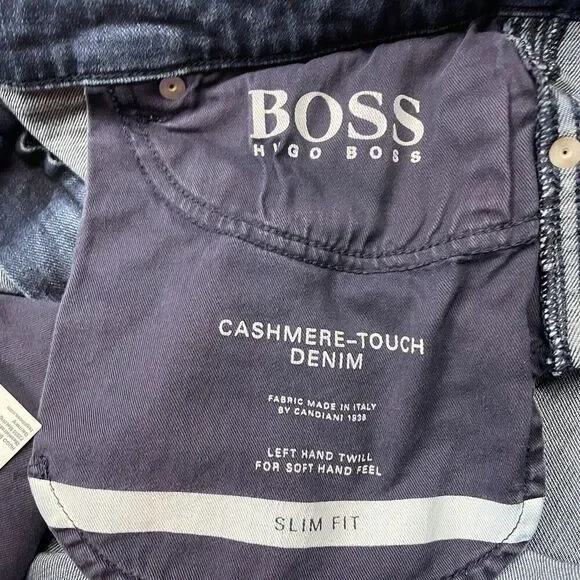 BOSS
HUGO BOSS
CASHMERE-TOUCH
DENIM
FABRIC MADE IN ITALY
BY CANDIANI 1938
LEFT HAND TWILL
FOR SOFT HAND FEEL
SLIM FIT